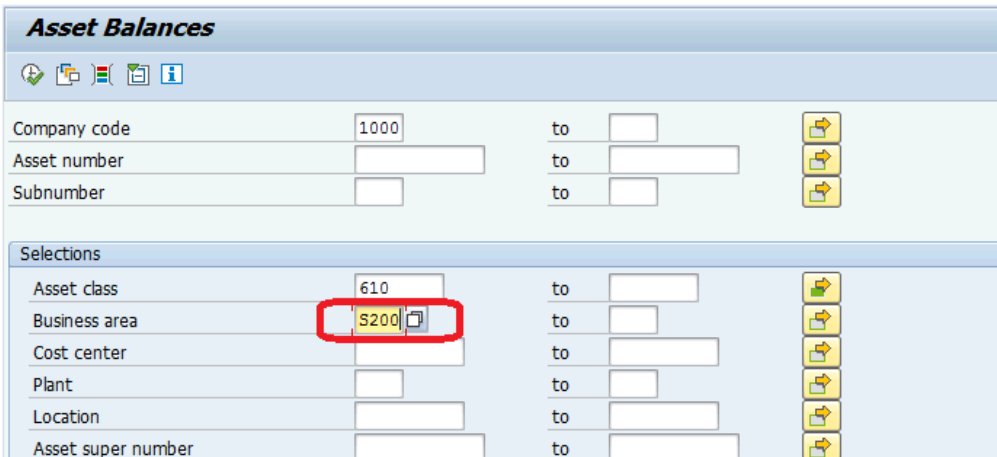 Asset Balances
Company code 1000 to
Asset number to
Subnumber to
Selections
Asset class 610 to
Business area S200 to
Cost center to
Plant to
Location to
Asset super number to